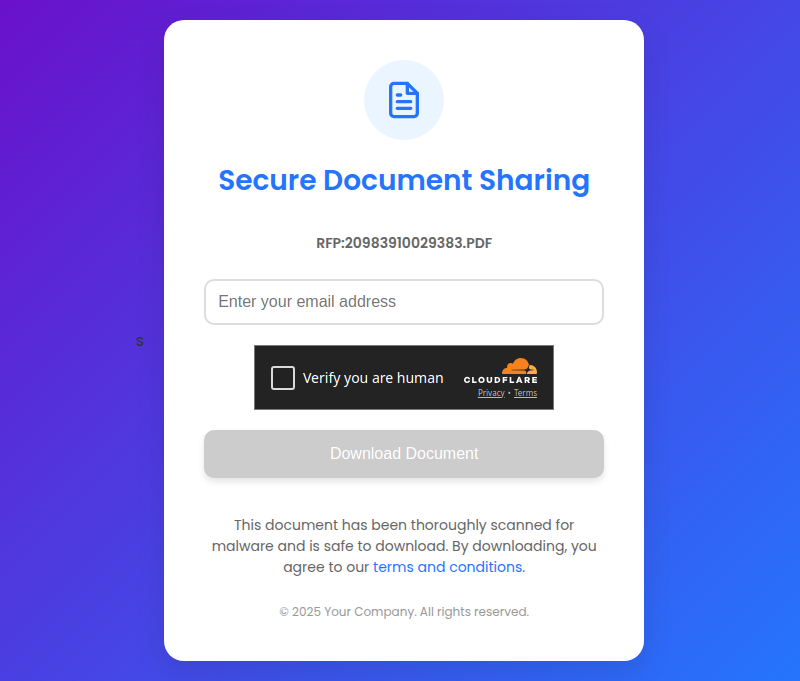 Secure Document Sharing
RFP:20983910029383.PDF
Enter your email address
s
Verify you are human
CLOUDFLARE
Privacy • Terms
Download Document
This document has been thoroughly scanned for
malware and is safe to download. By downloading, you
agree to our terms and conditions.
© 2025 Your Company. All rights reserved.